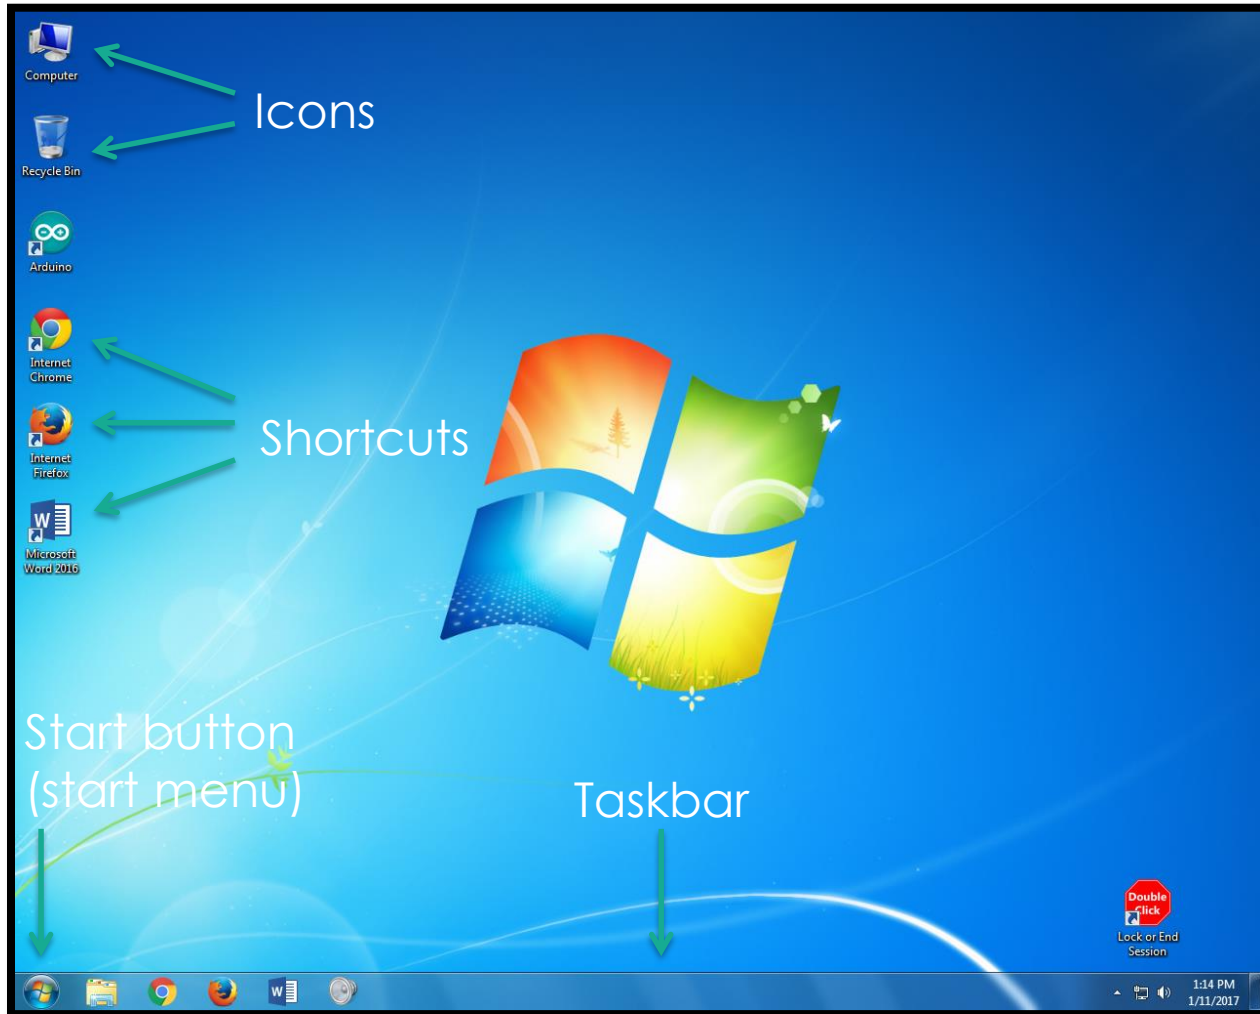 Computer
Icons
Recycle Bin
Arduino
Internet
Chrome
Shortcuts
Internet
Firefox
W
Microsoft
Word 2016
Start button
(start menu)
Taskbar
Double
Click
Lock or End
Session
W
1:14 PM
1/11/2017